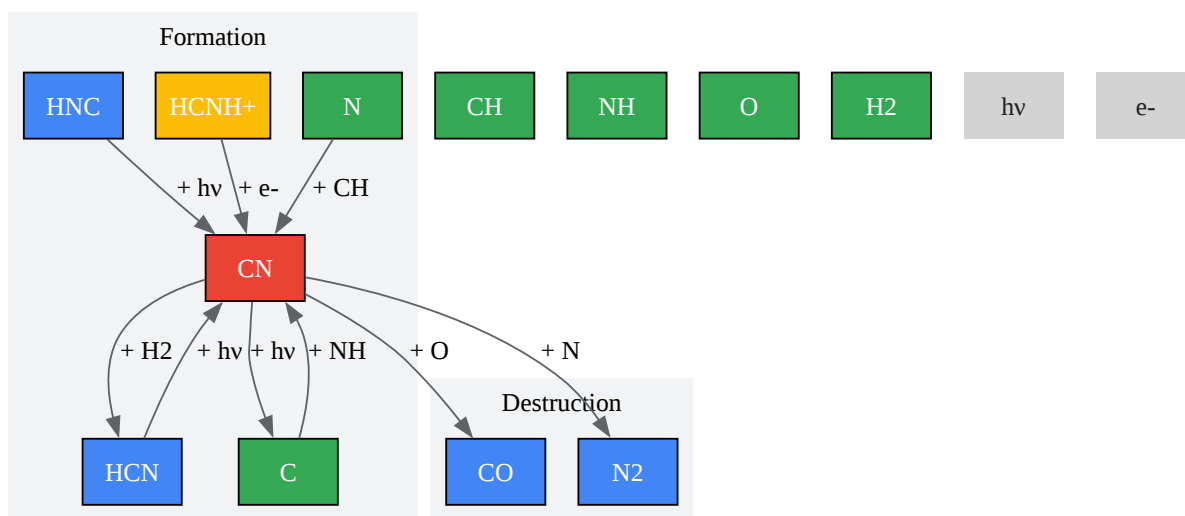 Formation
HNC
HCNH+
N
CH
NH
O
H2
hν
e-
+ hν
+ e-
+ CH
CN
+ H2
+ hν
+ hν
+ NH
+ O
+ N
Destruction
HCN
C
CO
N2